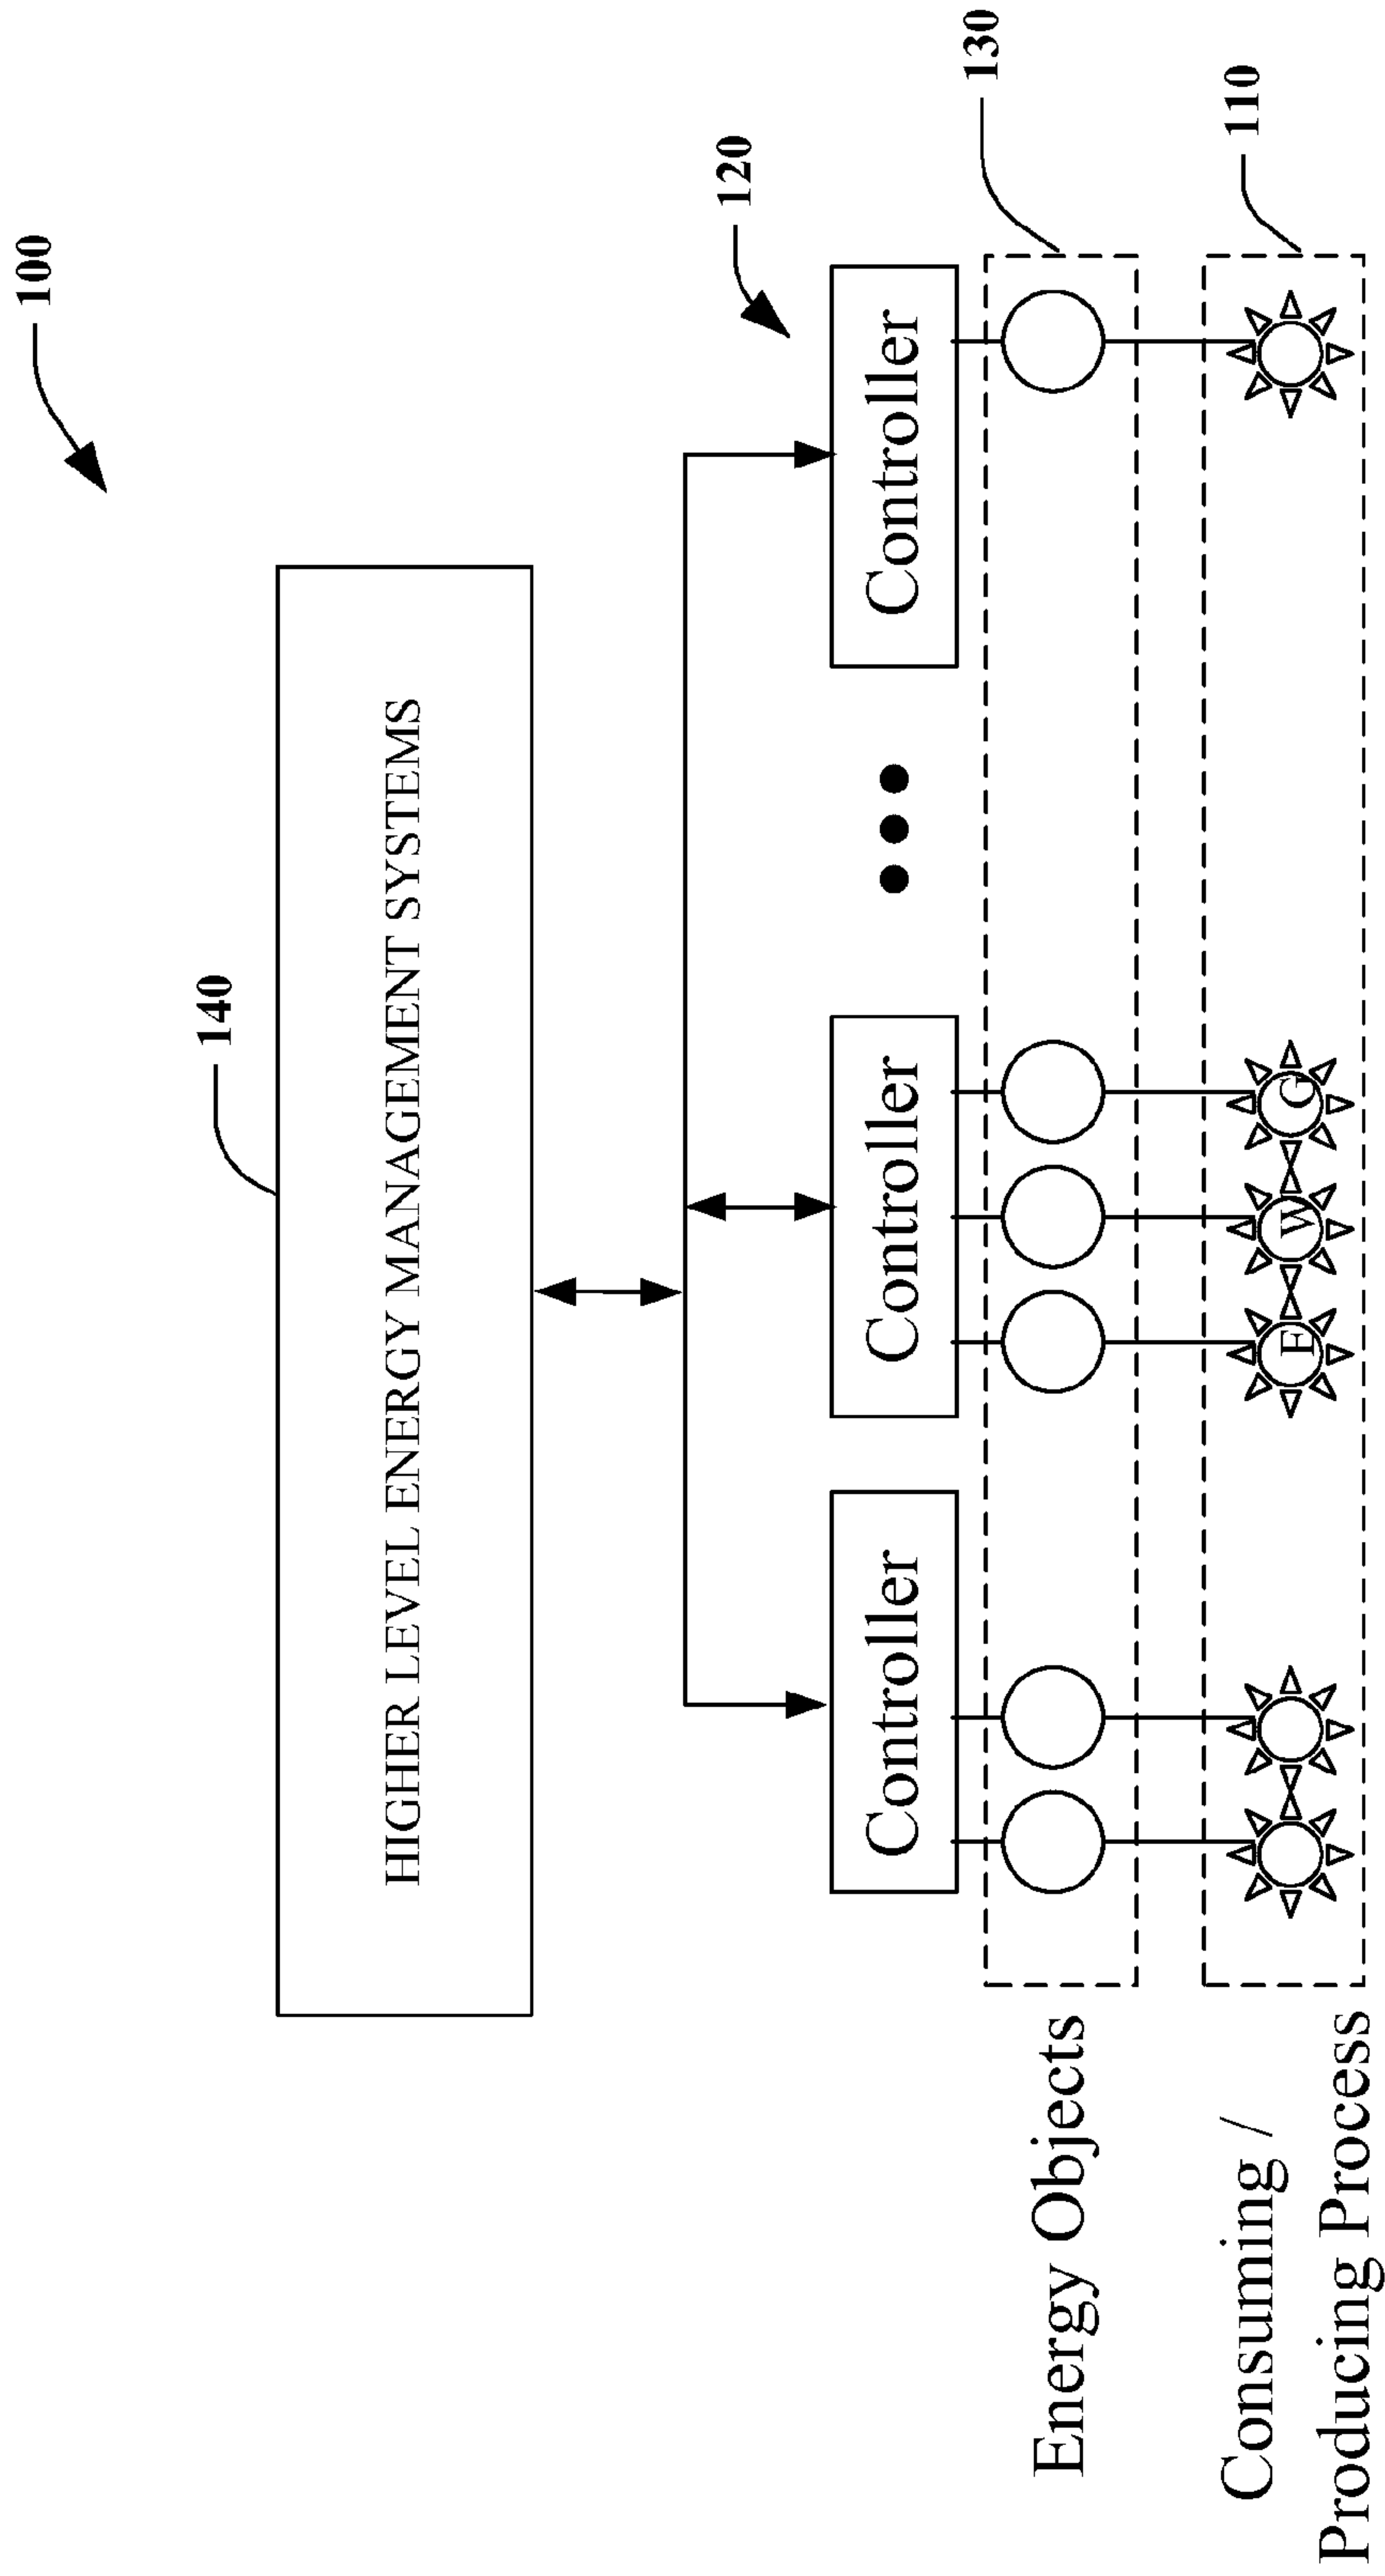 100
140
HIGHER LEVEL ENERGY MANAGEMENT SYSTEMS
120
Controller
Controller
Controller
130
Energy Objects
110
E
W
G
Consuming /
Producing Process